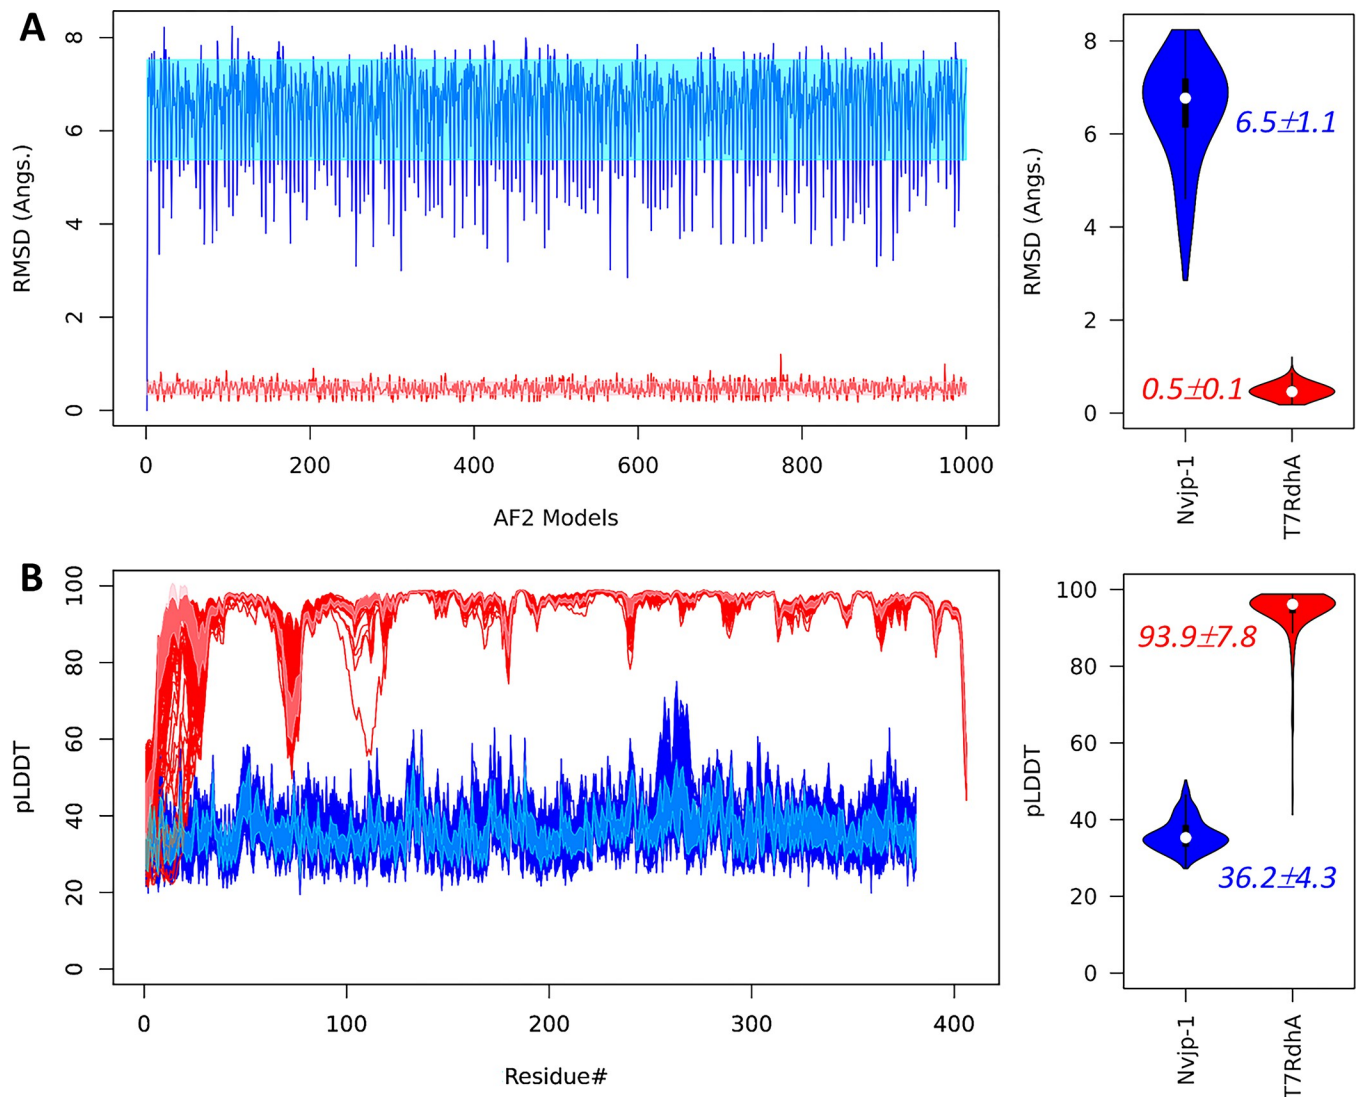 A
RMSD (Angs.)
8
6
4
2
0
0 200 400 600 800 1000
AF2 Models
RMSD (Angs.)
8
6
4
2
0
6.5±1.1
0.5±0.1
Nvjp-1
T7RdhA
B
pLDDT
100
80
60
40
20
0
0 100 200 300 400
Residue#
pLDDT
100
80
60
40
20
0
93.9±7.8
36.2±4.3
Nvjp-1
T7RdhA